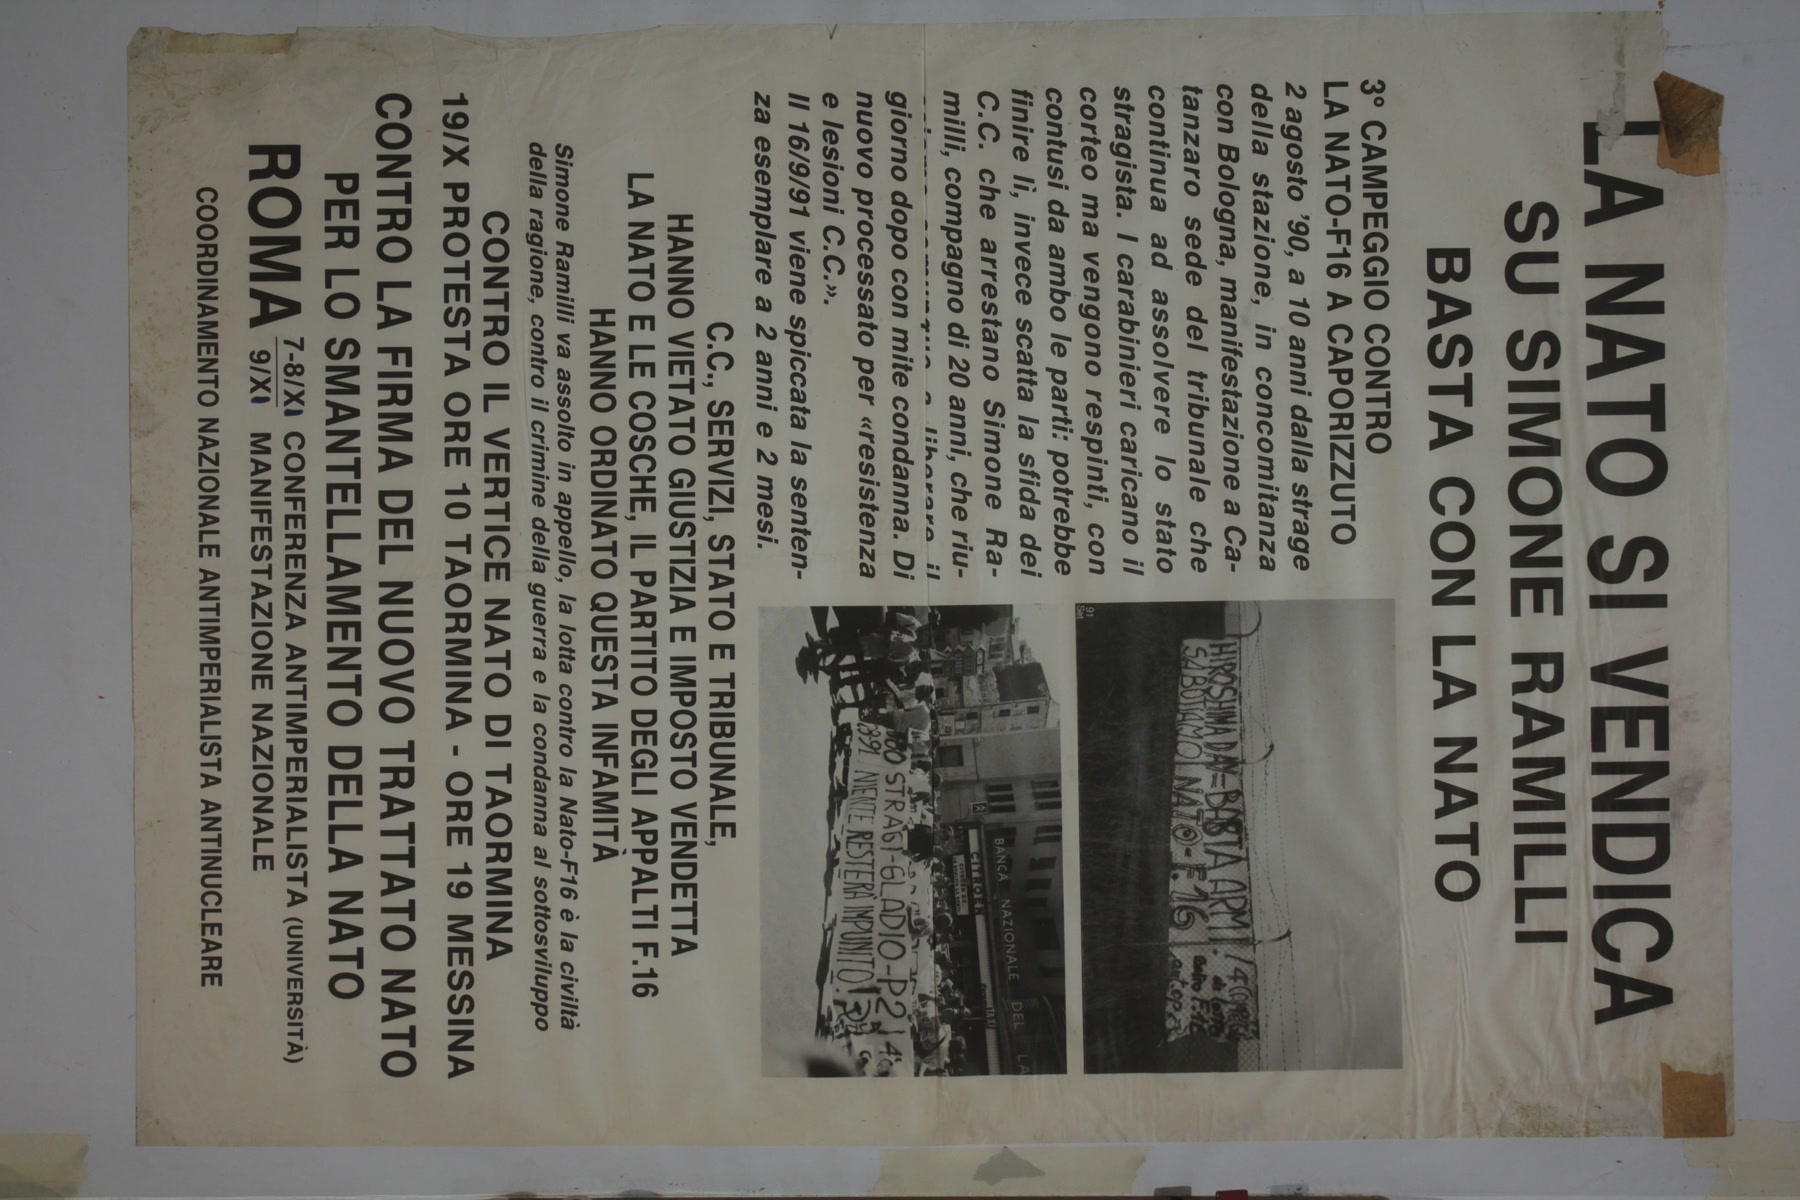 LA NATO SI VENDICA
SU SIMONE RAMILLI
BASTA CON LA NATO
3° CAMPEGGIO CONTRO
LA NATO-F16 A CAPORIZZUTO
2 agosto '90, a 10 anni dalla strage
della stazione, in concomitanza
con Bologna, manifestazione a Ca-
tanzaro sede del tribunale che
continua ad assolvere lo stato
stragista. I carabinieri caricano il
corteo ma vengono respinti, con
contusi da ambo le parti: potrebbe
finire lì, invece scatta la sfida dei
C.C. che arrestano Simone Ra-
milli, compagno di 20 anni, che riu-
il
giorno dopo con mite condanna. Di
nuovo processato per «resistenza
e lesioni C.C.».
Il 16/9/91 viene spiccata la senten-
za esemplare a 2 anni e 2 mesi.
91
HIROSHIMA DAY = BASTA ARMI!
SABOTIAMO NATO-F.16
BANCA NAZIONALE DEL LA
CITROEN
STRAGI-GLADIO-P2
NIENTE RESTERÀ IMPUNITO!
C.C., SERVIZI, STATO E TRIBUNALE,
HANNO VIETATO GIUSTIZIA E IMPOSTO VENDETTA
LA NATO E LE COSCHE, IL PARTITO DEGLI APPALTI F.16
HANNO ORDINATO QUESTA INFAMITÀ
Simone Ramilli va assolto in appello, la lotta contro la Nato-F16 è la civiltà
della ragione, contro il crimine della guerra e la condanna al sottosviluppo
CONTRO IL VERTICE NATO DI TAORMINA
19/X PROTESTA ORE 10 TAORMINA - ORE 19 MESSINA
CONTRO LA FIRMA DEL NUOVO TRATTATO NATO
PER LO SMANTELLAMENTO DELLA NATO
ROMA 7-8/XI CONFERENZA ANTIMPERIALISTA (UNIVERSITÀ)
9/XI MANIFESTAZIONE NAZIONALE
COORDINAMENTO NAZIONALE ANTIMPERIALISTA ANTINUCLEARE